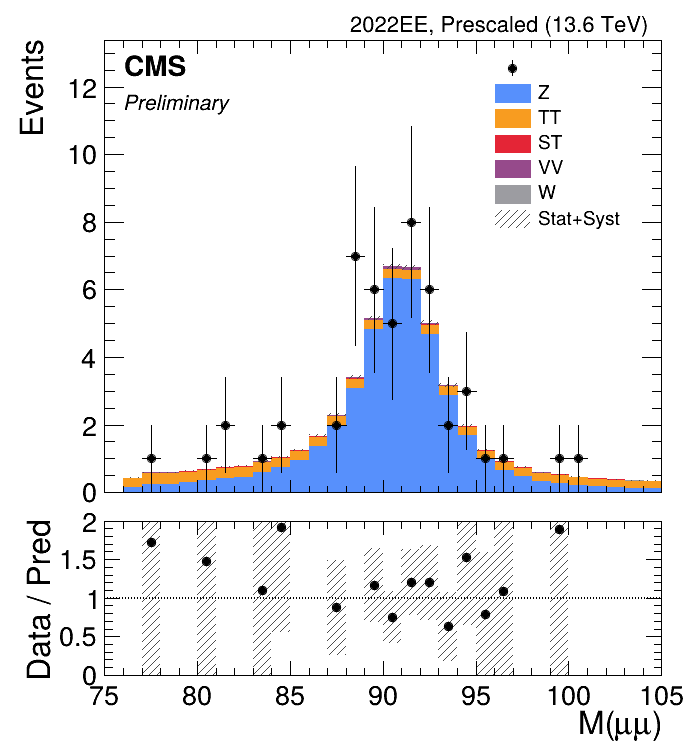 2022EE, Prescaled (13.6 TeV)
CMS
Preliminary
Events
12
10
8
6
4
2
0
Z
TT
ST
VV
W
Stat+Syst
Data / Pred
2
1.5
1
0.5
0
75 80 85 90 95 100 105
M(μμ)